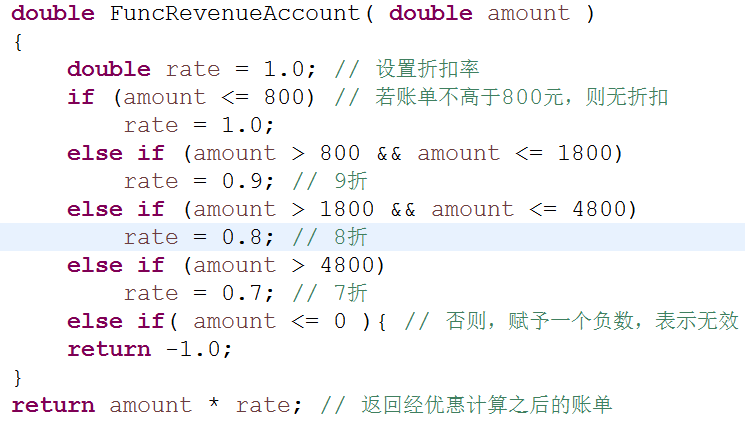 double FuncRevenueAccount( double amount )
{
double rate = 1.0; // 设置折扣率
if (amount <= 800) // 若账单不高于800元，则无折扣
rate = 1.0;
else if (amount > 800 && amount <= 1800)
rate = 0.9; // 9折
else if (amount > 1800 && amount <= 4800)
rate = 0.8; // 8折
else if (amount > 4800)
rate = 0.7; // 7折
else if( amount <= 0 ){ // 否则，赋予一个负数，表示无效
return -1.0;
}
return amount * rate; // 返回经优惠计算之后的账单